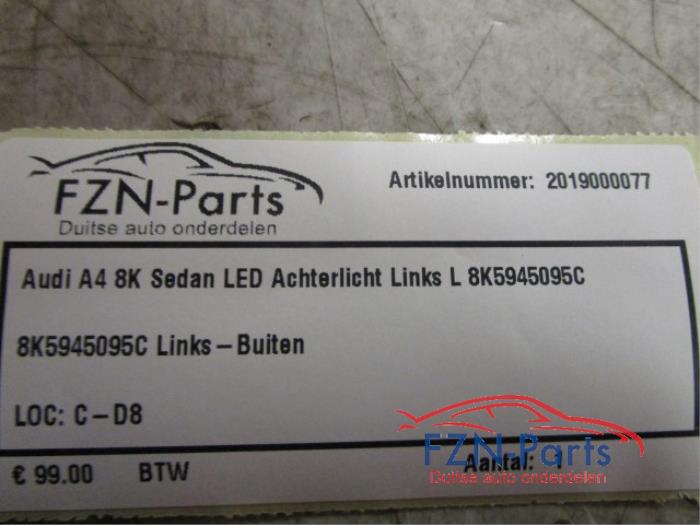 FZN-Parts
Duitse auto onderdelen
Artikelnummer: 2019000077
Audi A4 8K Sedan LED Achterlicht Links L 8K5945095C
8K5945095C Links-Buiten
LOC: C-D8
€ 99.00 BTW
Aantal: 1
FZN-Parts
Duitse auto onderdelen